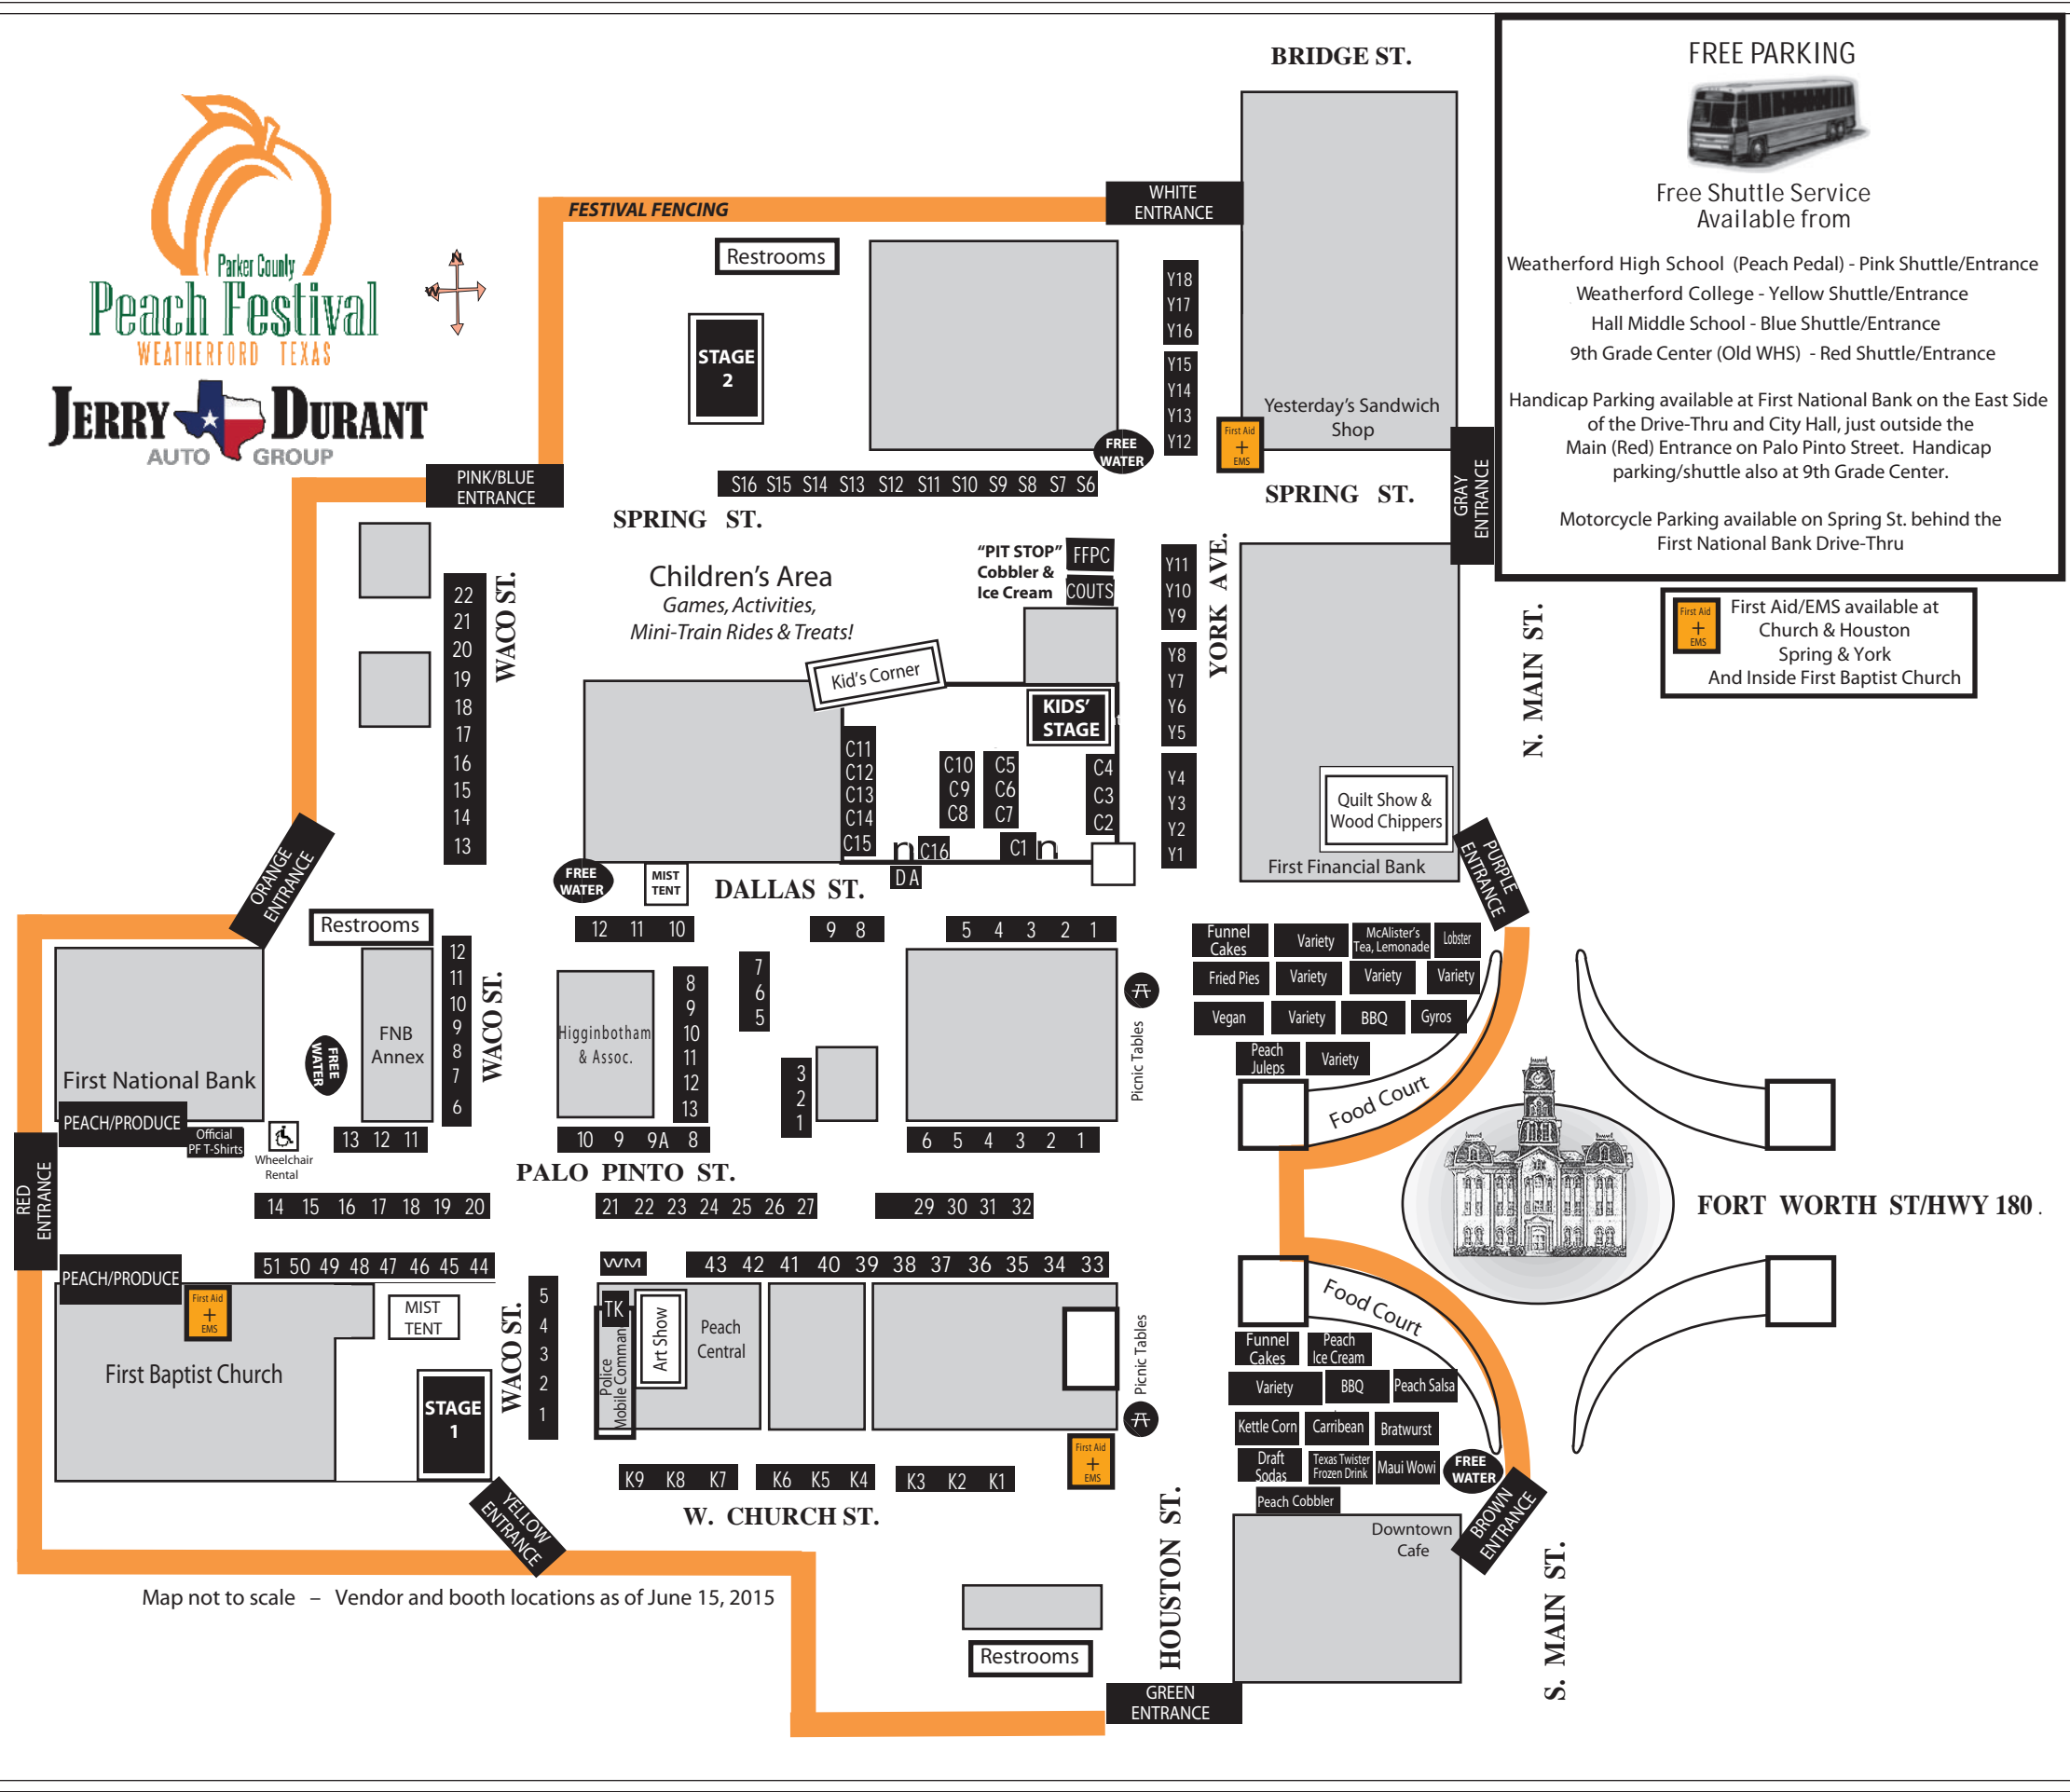 BRIDGE ST.
FREE PARKING
Free Shuttle Service
Available from
Weatherford High School (Peach Pedal) - Pink Shuttle/Entrance
Weatherford College - Yellow Shuttle/Entrance
Hall Middle School - Blue Shuttle/Entrance
9th Grade Center (Old WHS) - Red Shuttle/Entrance
Handicap Parking available at First National Bank on the East Side
of the Drive-Thru and City Hall, just outside the
Main (Red) Entrance on Palo Pinto Street. Handicap
parking/shuttle also at 9th Grade Center.
Motorcycle Parking available on Spring St. behind the
First National Bank Drive-Thru
First Aid
+
EMS
First Aid/EMS available at
Church & Houston
Spring & York
And Inside First Baptist Church
Parker County
Peach Festival
WEATHERFORD TEXAS
JERRY DURANT
AUTO GROUP
N
W
FESTIVAL FENCING
WHITE
ENTRANCE
Restrooms
STAGE
2
Y18
Y17
Y16
Y15
Y14
Y13
Y12
Yesterday's Sandwich
Shop
First Aid
+
EMS
FREE
WATER
PINK/BLUE
ENTRANCE
S16 S15 S14 S13 S12 S11 S10 S9 S8 S7 S6
SPRING ST.
SPRING ST.
GRAY
ENTRANCE
Children's Area
Games, Activities,
Mini-Train Rides & Treats!
"PIT STOP"
Cobbler &
Ice Cream
FFPC
COUTS
Y11
Y10
Y9
Y8
Y7
Y6
Y5
Y4
Y3
Y2
Y1
YORK AVE.
N. MAIN ST.
WACO ST.
22
21
20
19
18
17
16
15
14
13
Kid's Corner
KIDS'
STAGE
C11
C12
C13
C14
C15
C10
C9
C8
C5
C6
C7
C4
C3
C2
n C16
C1 n
DA
Quilt Show &
Wood Chippers
First Financial Bank
PURPLE
ENTRANCE
ORANGE
ENTRANCE
FREE
WATER
MIST
TENT
DALLAS ST.
Restrooms
12 11 10
9 8
5 4 3 2 1
Funnel
Cakes
Variety
McAlister's
Tea, Lemonade
Lobster
Fried Pies
Variety
Variety
Variety
Vegan
Variety
BBQ
Gyros
Peach
Juleps
Variety
Food Court
First National Bank
FREE
WATER
FNB
Annex
12
11
10
9
8
7
6
WACO ST.
Higginbotham
& Assoc.
8
9
10
11
12
13
7
6
5
3
2
1
Picnic Tables
PEACH/PRODUCE
Official
PF T-Shirts
Wheelchair
Rental
13 12 11
10 9 9A 8
6 5 4 3 2 1
PALO PINTO ST.
RED
ENTRANCE
14 15 16 17 18 19 20
21 22 23 24 25 26 27
29 30 31 32
FORT WORTH ST/HWY 180 .
PEACH/PRODUCE
51 50 49 48 47 46 45 44
WM
43 42 41 40 39 38 37 36 35 34 33
First Aid
+
EMS
First Baptist Church
MIST
TENT
STAGE
1
WACO ST.
5
4
3
2
1
TK
Police
Mobile Comman
Art Show
Peach
Central
Picnic Tables
Food Court
Funnel
Cakes
Peach
Ice Cream
Variety
BBQ
Peach Salsa
Kettle Corn
Carribean
Bratwurst
Draft
Sodas
Texas Twister
Frozen Drink
Maui Wowi
FREE
WATER
Peach Cobbler
First Aid
+
EMS
K9 K8 K7
K6 K5 K4
K3 K2 K1
W. CHURCH ST.
YELLOW
ENTRANCE
BROWN
ENTRANCE
Downtown
Cafe
HOUSTON ST.
S. MAIN ST.
Map not to scale – Vendor and booth locations as of June 15, 2015
Restrooms
GREEN
ENTRANCE